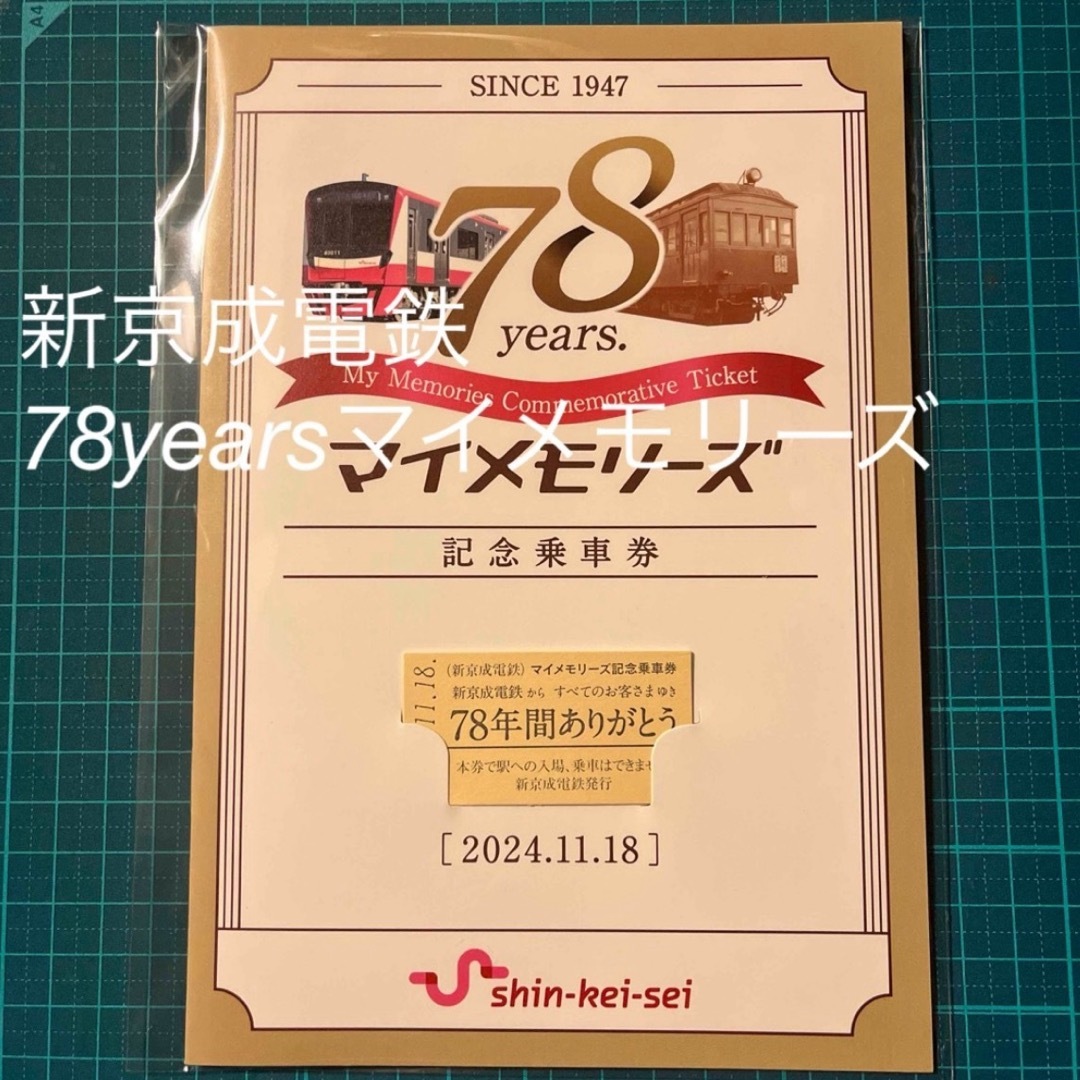 A4
SINCE 1947
78
years.
My Memories Commemorative Ticket
新京成電鉄
78yearsマイメモリーズ
マイメモリーズ
記念乗車券
11.18.
(新京成電鉄) マイメモリーズ記念乗車券
新京成電鉄 から すべてのお客さま ゆき
78年間ありがとう
本券で駅への入場、乗車はできませ
新京成電鉄発行
[2024.11.18]
shin-kei-sei